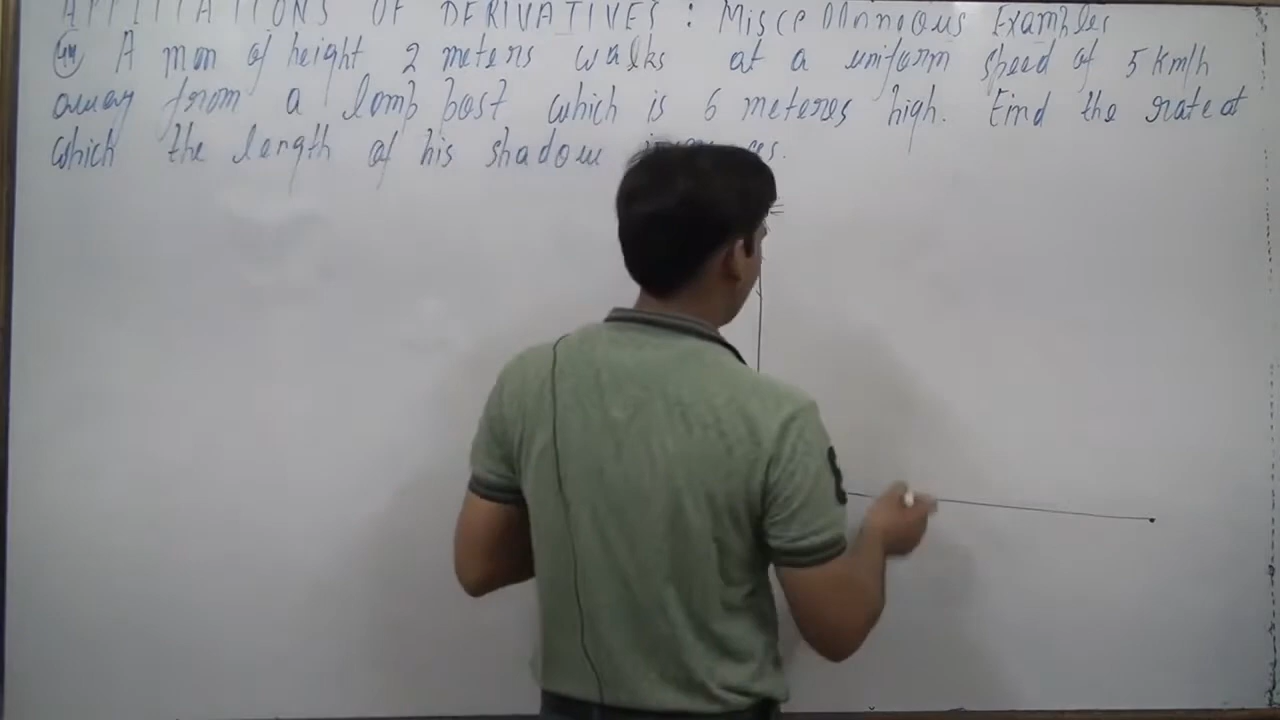 APPLICATIONS OF DERIVATIVES : Miscellaneous Examples
44 A man of height 2 meters walks at a uniform speed of 5 km/h
away from a lamp post which is 6 meteres high. Find the rate at
which the length of his shadow